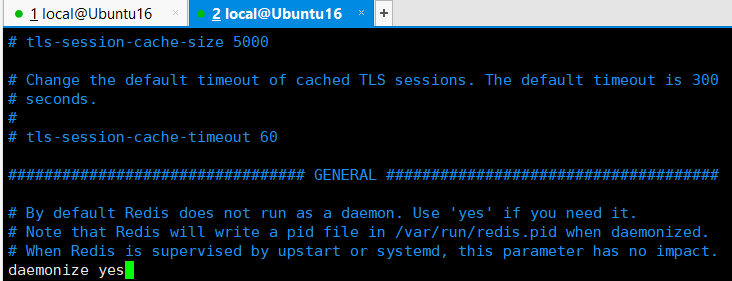 1 local@Ubuntu16 × 2 local@Ubuntu16 × +
# tls-session-cache-size 5000
# Change the default timeout of cached TLS sessions. The default timeout is 300
# seconds.
#
# tls-session-cache-timeout 60
################################# GENERAL #####################################
# By default Redis does not run as a daemon. Use 'yes' if you need it.
# Note that Redis will write a pid file in /var/run/redis.pid when daemonized.
# When Redis is supervised by upstart or systemd, this parameter has no impact.
daemonize yes